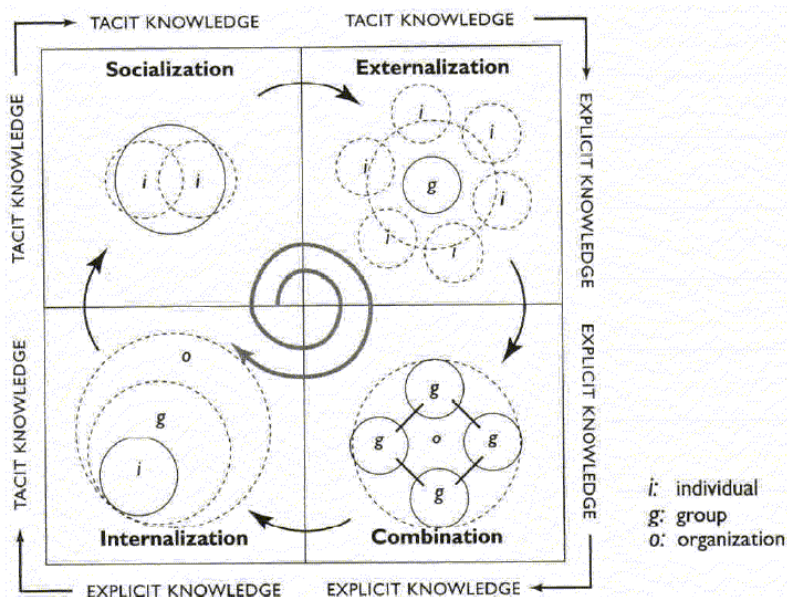 TACIT KNOWLEDGE
TACIT KNOWLEDGE
Socialization
Externalization
TACIT KNOWLEDGE
EXPLICIT KNOWLEDGE
i
i
i
i
i
g
i
i
i
TACIT KNOWLEDGE
EXPLICIT KNOWLEDGE
o
g
i
g
g
o
g
g
Internalization
Combination
EXPLICIT KNOWLEDGE
EXPLICIT KNOWLEDGE
i: individual
g: group
o: organization